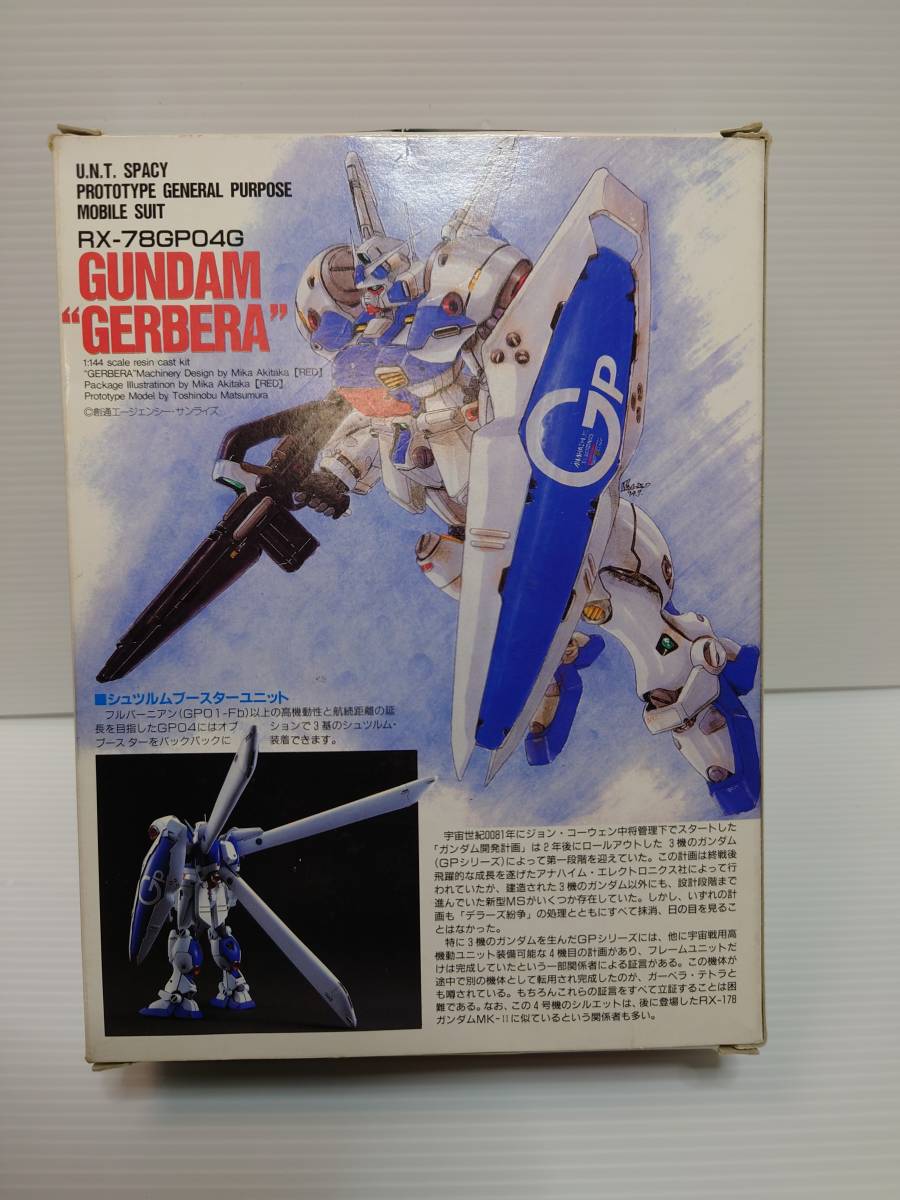 U.N.T. SPACY
PROTOTYPE GENERAL PURPOSE
MOBILE SUIT
RX-78GP04G
GUNDAM
"GERBERA"
1:144 scale resin cast kit
"GERBERA"Machinery Design by Mika Akitaka【RED】
Package Illustratinon by Mika Akitaka【RED】
Prototype Model by Toshinobu Matsumura
©創通エージェンシー・サンライズ
GP
■シュツルムブースターユニット
フルバーニアン(GP01-Fb)以上の高機動性と航続距離の延
長を目指したGP04にはオプションで3基のシュツルム・
ブースターをバックパックに装着できます。
GP
宇宙世紀0081年にジョン・コーウェン中将管理下でスタートした
「ガンダム開発計画」は2年後にロールアウトした 3機のガンダム
(GPシリーズ)によって第一段階を迎えていた。この計画は終戦後
飛躍的な成長を遂げたアナハイム・エレクトロニクス社によって行
われていたが、建造された3機のガンダム以外にも、設計段階まで
進んでいた新型MSがいくつか存在していた。しかし、いずれの計
画も「デラーズ紛争」の処理とともにすべて抹消、日の目を見るこ
とはなかった。
特に3機のガンダムを生んだGPシリーズには、他に宇宙戦用高
機動ユニット装備可能な4機目の計画があり、フレームユニットだ
けは完成していたという一部関係者による証言がある。この機体が
途中で別の機体として転用され完成したのが、ガーベラ・テトラと
も噂されている。もちろんこれらの証言をすべて立証することは困
難である。なお、この4号機のシルエットは、後に登場したRX-178
ガンダムMK-IIに似ているという関係者も多い。